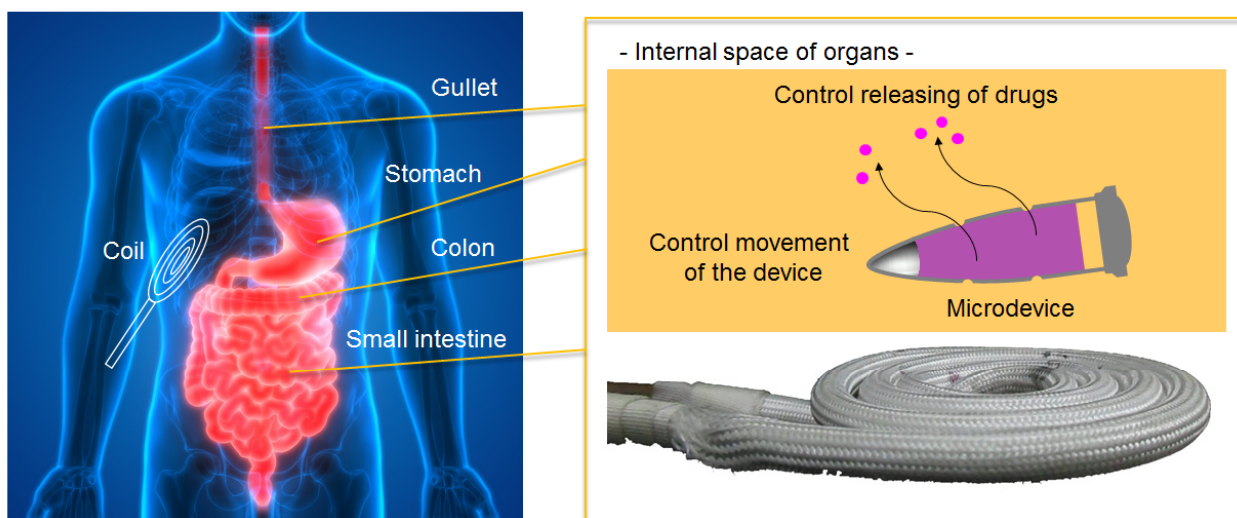 Gullet
Stomach
Coil
Colon
Small intestine
- Internal space of organs -
Control releasing of drugs
Control movement
of the device
Microdevice